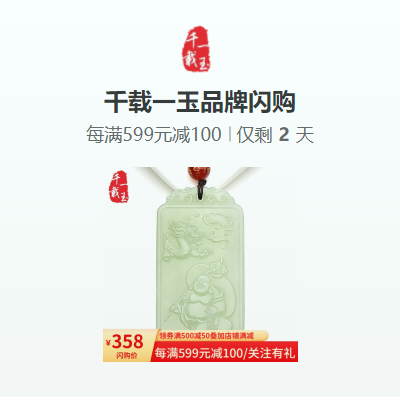 千载一玉
千载一玉品牌闪购
每满599元减100 | 仅剩 2 天
千载一玉
¥358
闪购价
领券满500减50叠加店铺满减
每满599元减100/关注有礼